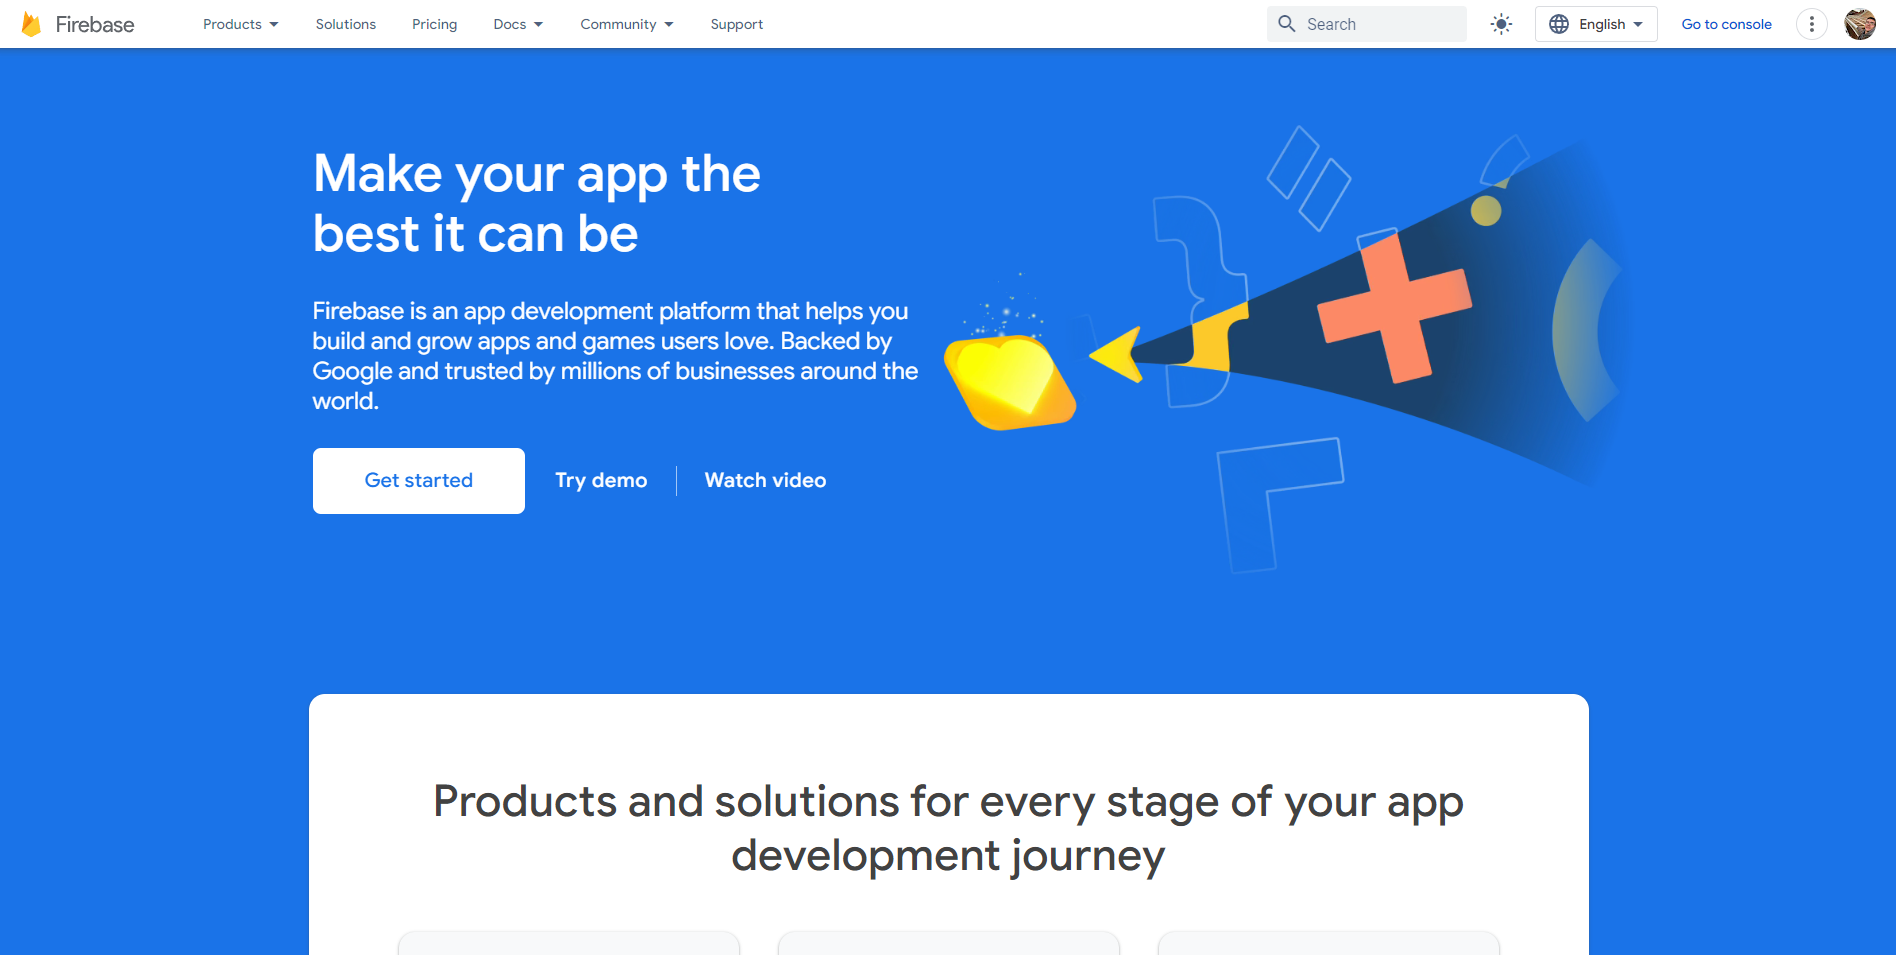 Firebase
Products
Solutions
Pricing
Docs
Community
Support
Search
English
Go to console
Make your app the
best it can be
Firebase is an app development platform that helps you
build and grow apps and games users love. Backed by
Google and trusted by millions of businesses around the
world.
Get started
Try demo
Watch video
Products and solutions for every stage of your app
development journey